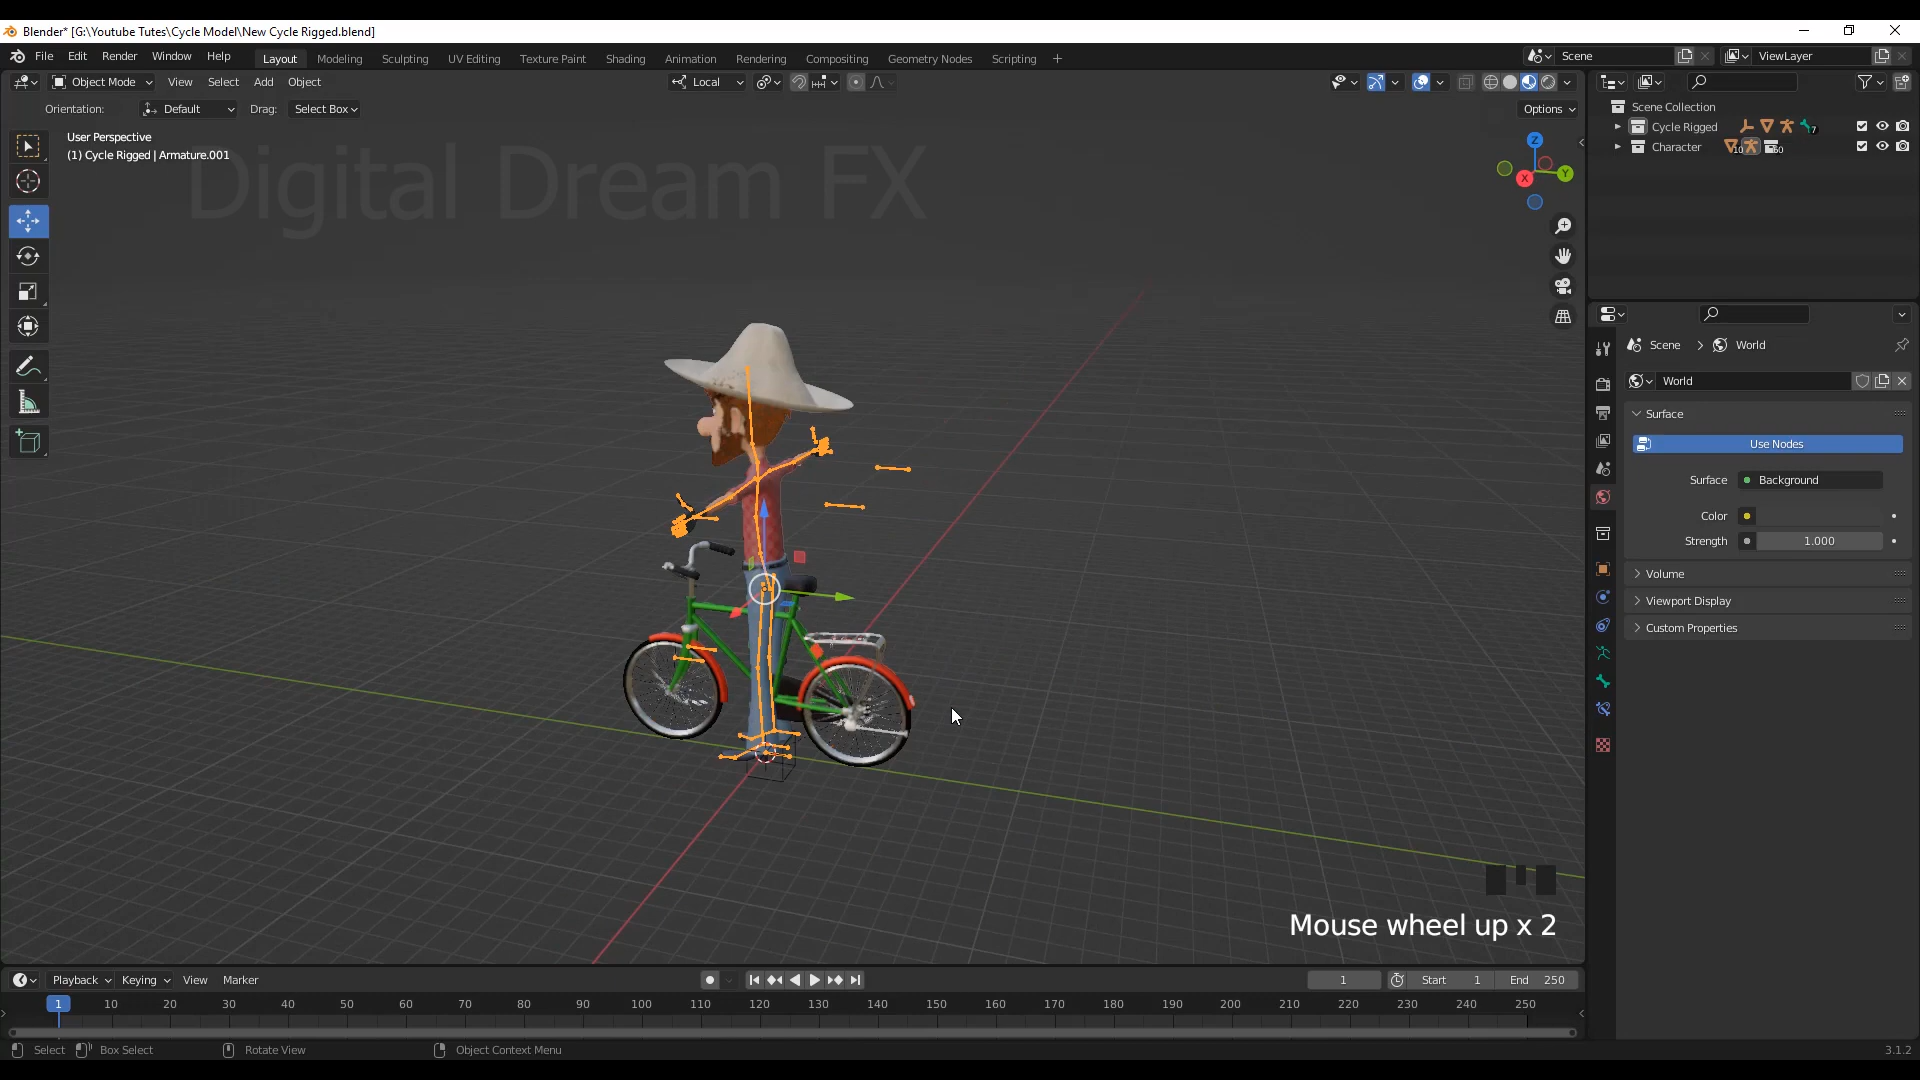 Blender* [G:\Youtube Tutes\Cycle Model\New Cycle Rigged.blend]
File Edit Render Window Help Layout Modeling Sculpting UV Editing Texture Paint Shading Animation Rendering Compositing Geometry Nodes Scripting + Scene ViewLayer
Object Mode View Select Add Object Local
Orientation: Default Drag: Select Box Options
User Perspective
(1) Cycle Rigged | Armature.001
Digital Dream FX
Z
X
Y
Scene Collection
Cycle Rigged 7
Character 10 60
Scene > World
World
Surface
Use Nodes
Surface Background
Color
Strength 1.000
Volume
Viewport Display
Custom Properties
Mouse wheel up x 2
Playback Keying View Marker 1 Start 1 End 250
1 10 20 30 40 50 60 70 80 90 100 110 120 130 140 150 160 170 180 190 200 210 220 230 240 250
Select Box Select Rotate View Object Context Menu 3.1.2